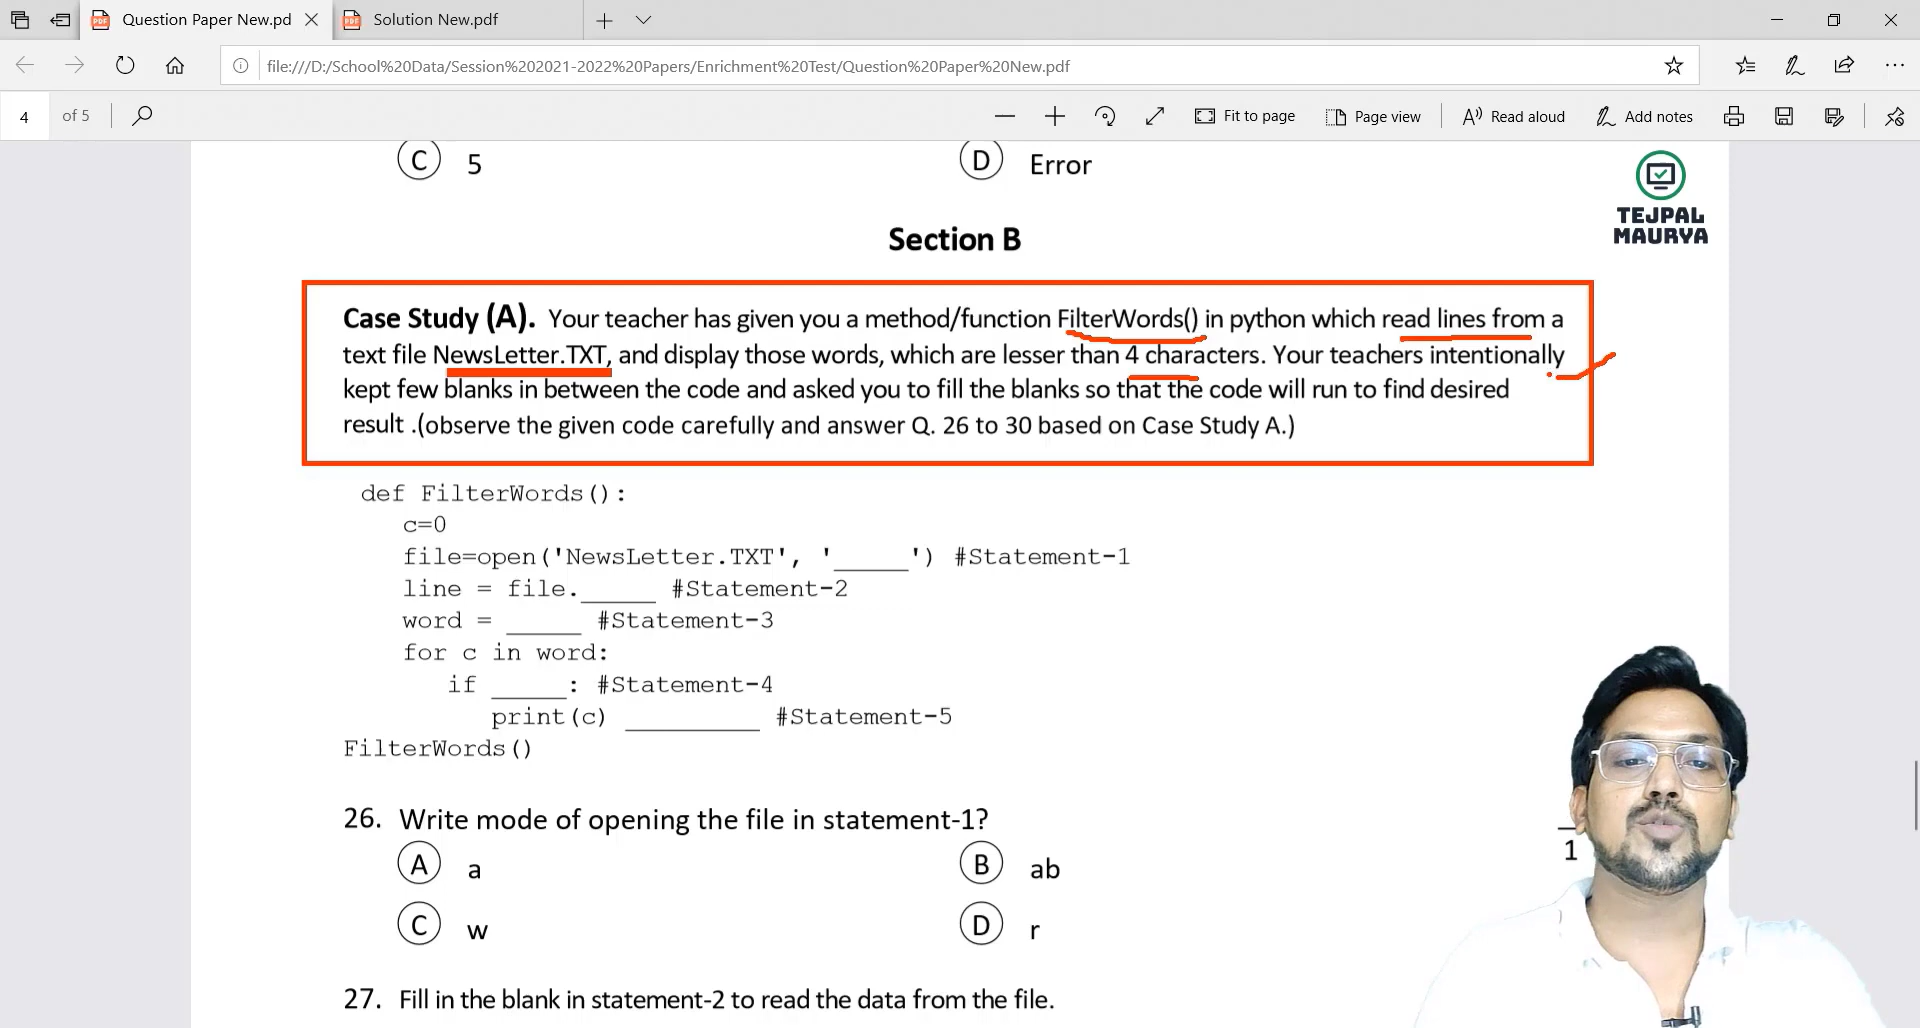 Question Paper New.pd
Solution New.pdf
file:///D:/School%20Data/Session%202021-2022%20Papers/Enrichment%20Test/Question%20Paper%20New.pdf
4 of 5
Fit to page
Page view
Read aloud
Add notes
C 5
D Error
TEJPAL
MAURYA
Section B
Case Study (A). Your teacher has given you a method/function FilterWords() in python which read lines from a
text file NewsLetter.TXT, and display those words, which are lesser than 4 characters. Your teachers intentionally
kept few blanks in between the code and asked you to fill the blanks so that the code will run to find desired
result .(observe the given code carefully and answer Q. 26 to 30 based on Case Study A.)
def FilterWords():
c=0
file=open('NewsLetter.TXT', '_____') #Statement-1
line = file._____ #Statement-2
word = _____ #Statement-3
for c in word:
if _____: #Statement-4
print(c) _________ #Statement-5
FilterWords()
26. Write mode of opening the file in statement-1?
1
A a
B ab
C w
D r
27. Fill in the blank in statement-2 to read the data from the file.